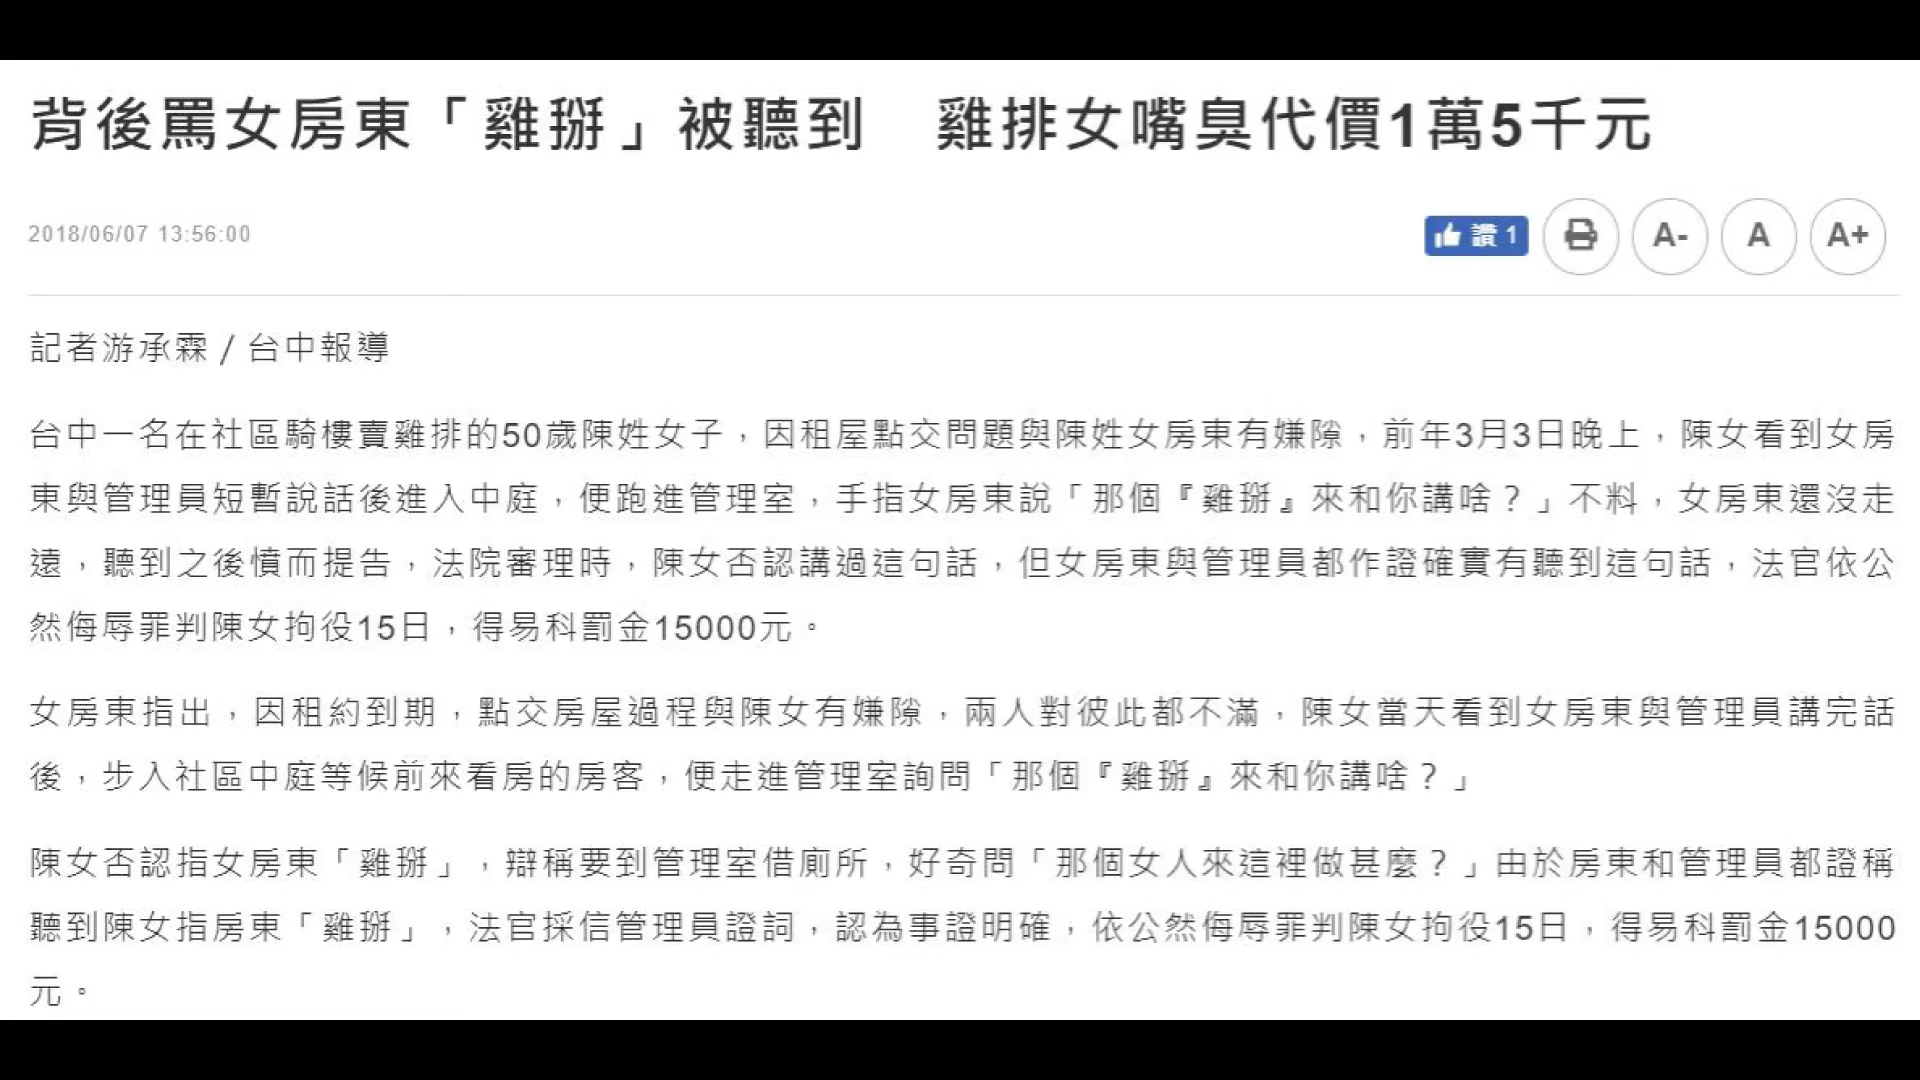 背後罵女房東「雞掰」被聽到　雞排女嘴臭代價1萬5千元
2018/06/07 13:56:00
讚 1
A-
A
A+
記者游承霖／台中報導
台中一名在社區騎樓賣雞排的50歲陳姓女子，因租屋點交問題與陳姓女房東有嫌隙，前年3月3日晚上，陳女看到女房
東與管理員短暫說話後進入中庭，便跑進管理室，手指女房東說「那個『雞掰』來和你講啥？」不料，女房東還沒走
遠，聽到之後憤而提告，法院審理時，陳女否認講過這句話，但女房東與管理員都作證確實有聽到這句話，法官依公
然侮辱罪判陳女拘役15日，得易科罰金15000元。
女房東指出，因租約到期，點交房屋過程與陳女有嫌隙，兩人對彼此都不滿，陳女當天看到女房東與管理員講完話
後，步入社區中庭等候前來看房的房客，便走進管理室詢問「那個『雞掰』來和你講啥？」
陳女否認指女房東「雞掰」，辯稱要到管理室借廁所，好奇問「那個女人來這裡做甚麼？」由於房東和管理員都證稱
聽到陳女指房東「雞掰」，法官採信管理員證詞，認為事證明確，依公然侮辱罪判陳女拘役15日，得易科罰金15000
元。